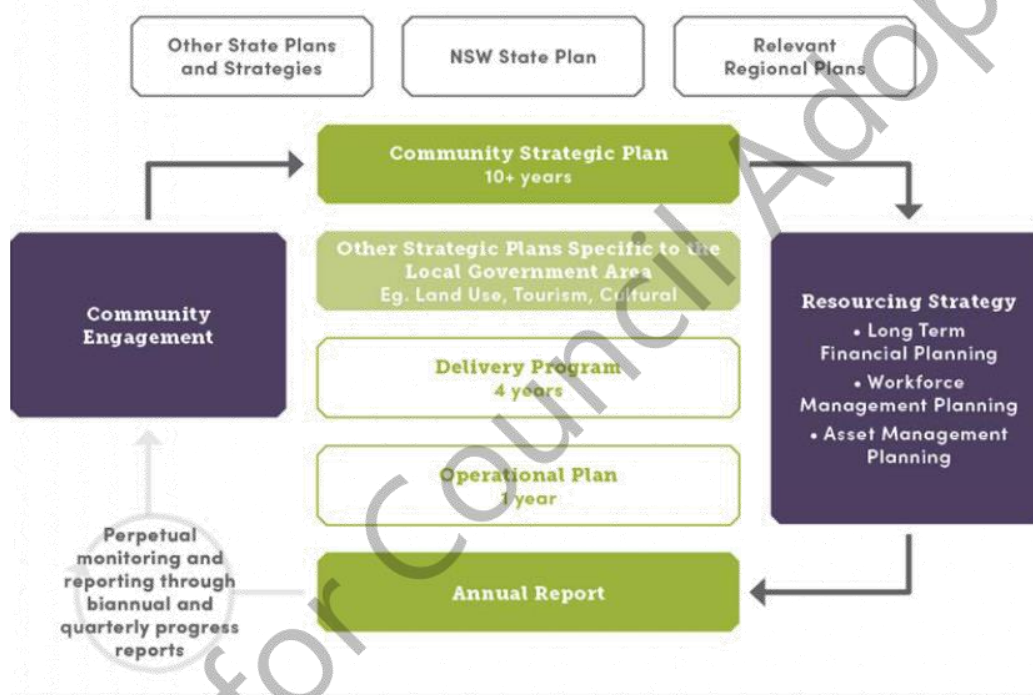 Other State Plans
and Strategies
NSW State Plan
Relevant
Regional Plans
Community Strategic Plan
10+ years
Other Strategic Plans Specific to the
Local Government Area
Eg. Land Use, Tourism, Cultural
Community
Engagement
Resourcing Strategy
• Long Term
Financial Planning
• Workforce
Management Planning
• Asset Management
Planning
Delivery Program
4 years
Operational Plan
1 year
Perpetual
monitoring and
reporting through
biannual and
quarterly progress
reports
Annual Report
for Council Adop